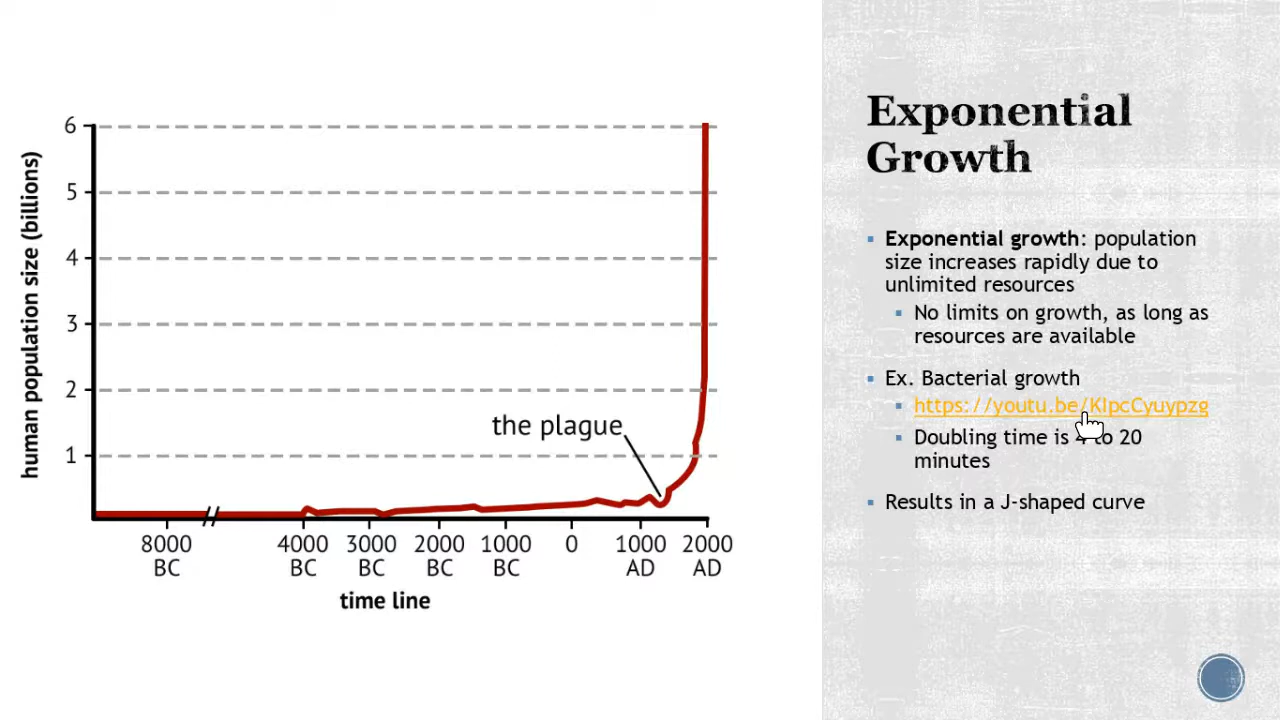 6
5
4
3
2
1
human population size (billions)
the plague
8000 BC
4000 BC
3000 BC
2000 BC
1000 BC
0
1000 AD
2000 AD
time line
Exponential
Growth
Exponential growth: population
size increases rapidly due to
unlimited resources
No limits on growth, as long as
resources are available
Ex. Bacterial growth
https://youtu.be/KIpcCyuypzg
Doubling time is 4 to 20
minutes
Results in a J-shaped curve